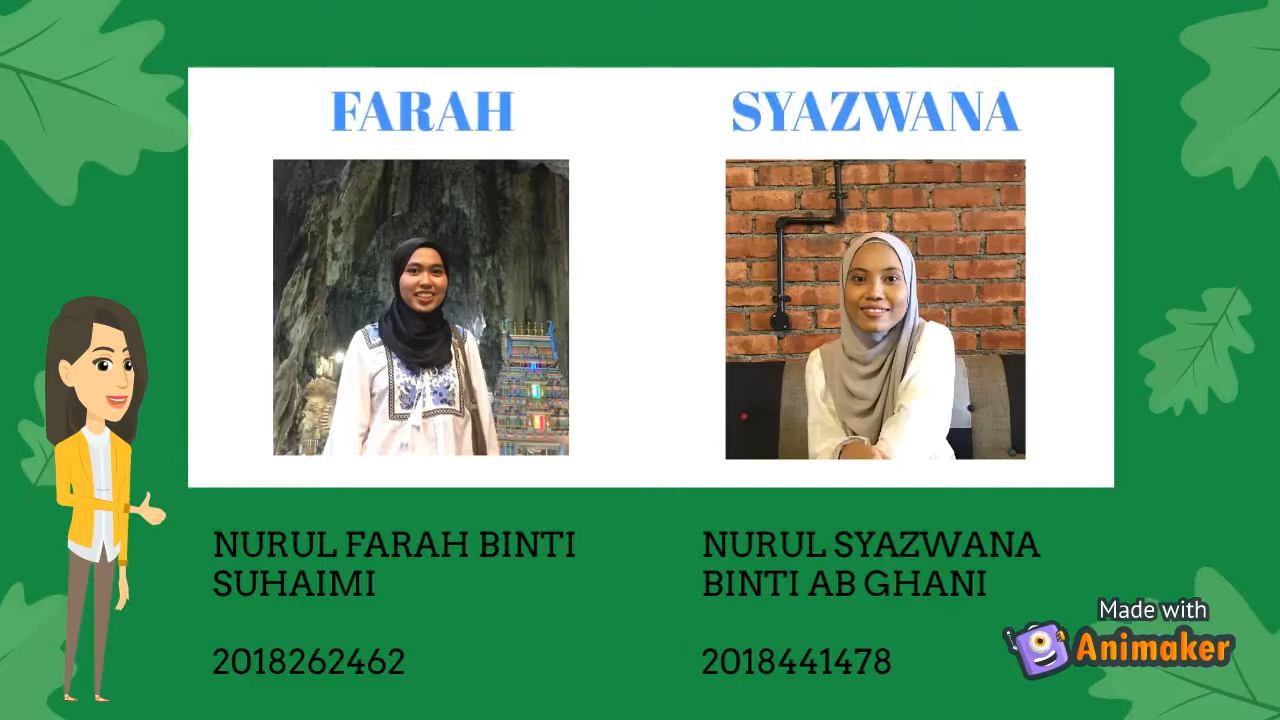 FARAH
SYAZWANA
NURUL FARAH BINTI
SUHAIMI
2018262462
NURUL SYAZWANA
BINTI AB GHANI
2018441478
Made with
Animaker